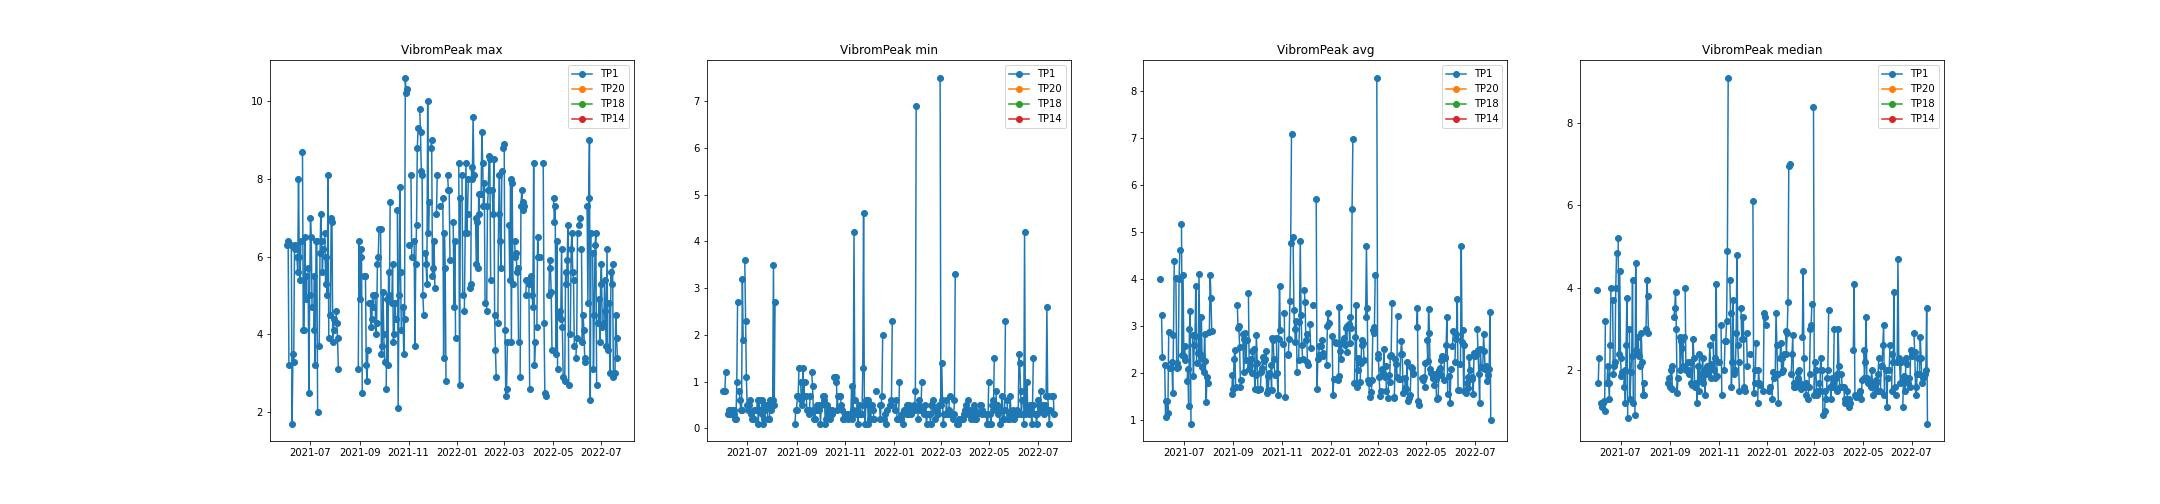 VibromPeak max
TP1
TP20
TP18
TP14
10
8
6
4
2
2021-07 2021-09 2021-11 2022-01 2022-03 2022-05 2022-07
VibromPeak min
TP1
TP20
TP18
TP14
7
6
5
4
3
2
1
0
2021-07 2021-09 2021-11 2022-01 2022-03 2022-05 2022-07
VibromPeak avg
TP1
TP20
TP18
TP14
8
7
6
5
4
3
2
1
2021-07 2021-09 2021-11 2022-01 2022-03 2022-05 2022-07
VibromPeak median
TP1
TP20
TP18
TP14
8
6
4
2
2021-07 2021-09 2021-11 2022-01 2022-03 2022-05 2022-07